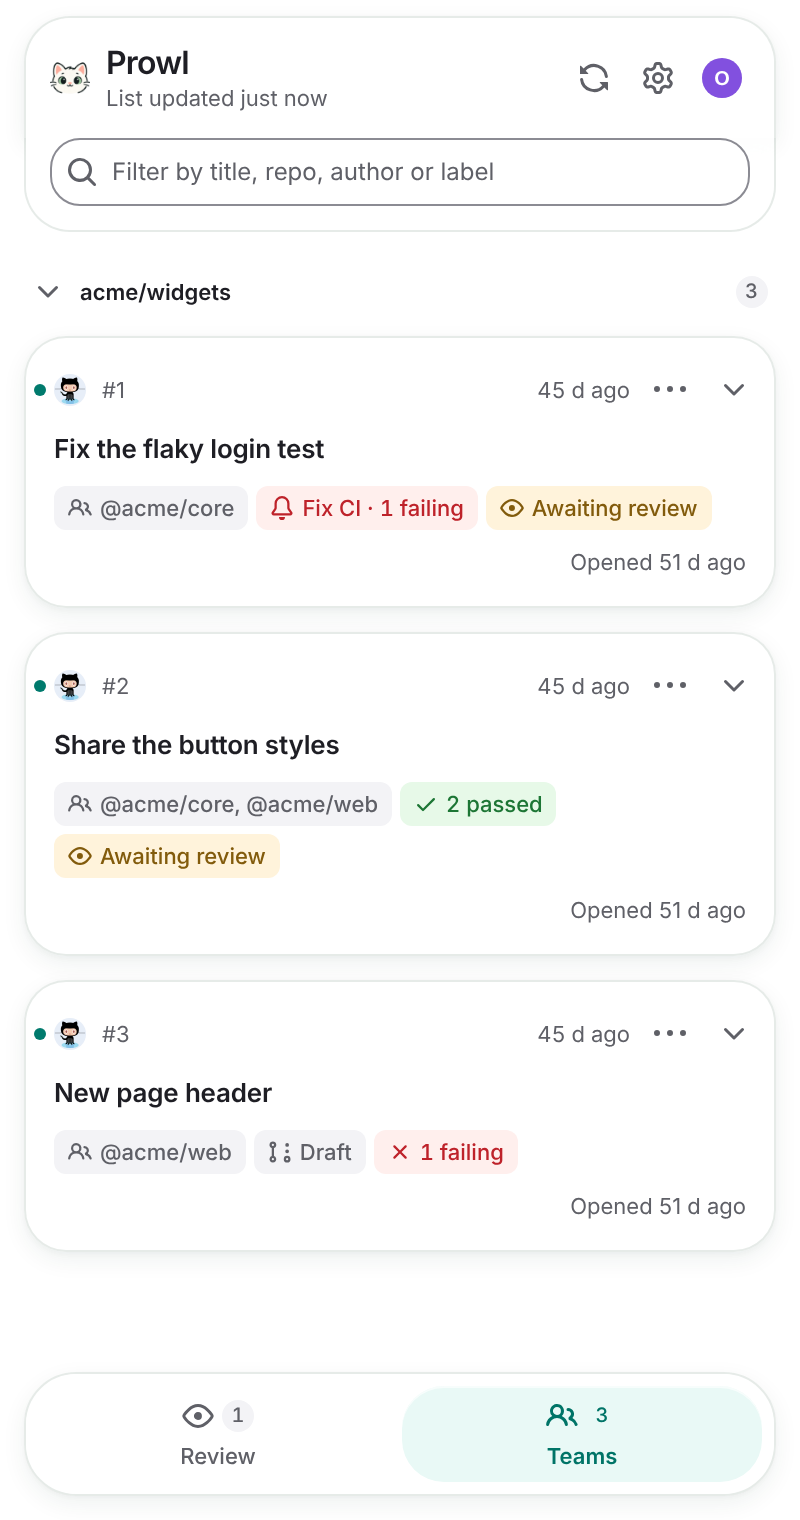 Prowl
List updated just now
O
Filter by title, repo, author or label
acme/widgets
3
#1
45 d ago
Fix the flaky login test
@acme/core
Fix CI · 1 failing
Awaiting review
Opened 51 d ago
#2
45 d ago
Share the button styles
@acme/core, @acme/web
2 passed
Awaiting review
Opened 51 d ago
#3
45 d ago
New page header
@acme/web
Draft
1 failing
Opened 51 d ago
1
Review
3
Teams